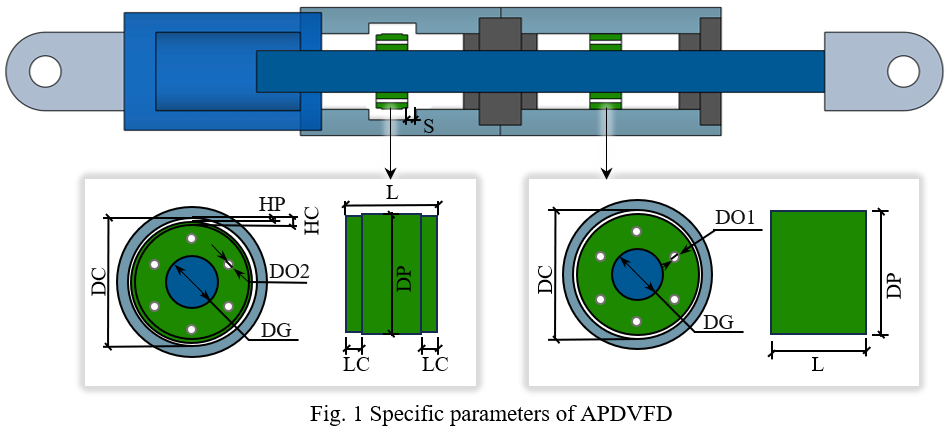 S
L
HP
HC
DC
DO2
DP
DG
LC
LC
DO1
DC
DP
DG
L
Fig. 1 Specific parameters of APDVFD